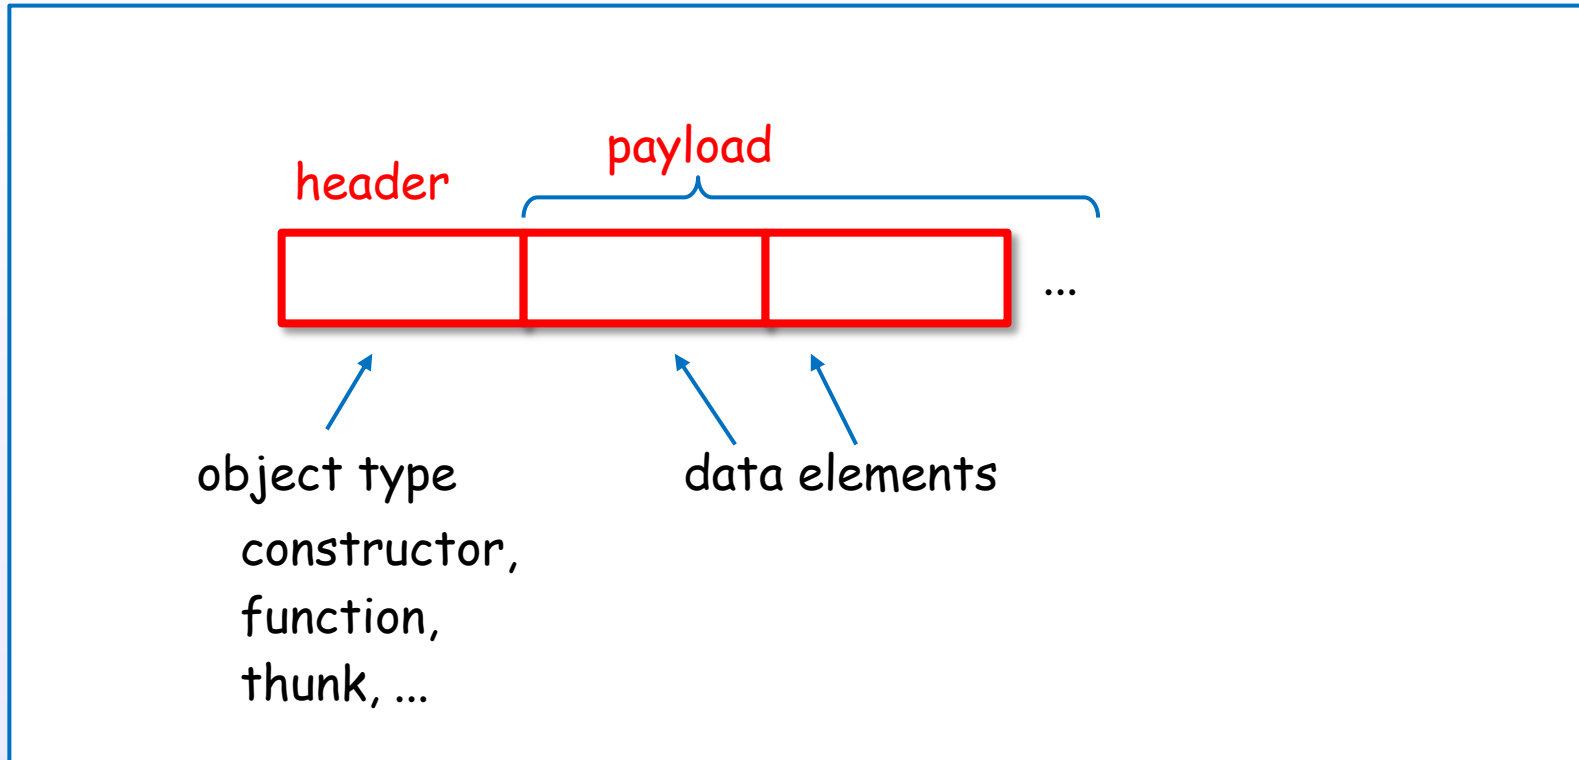 payload
header
...
object type
data elements
constructor,
function,
thunk, ...